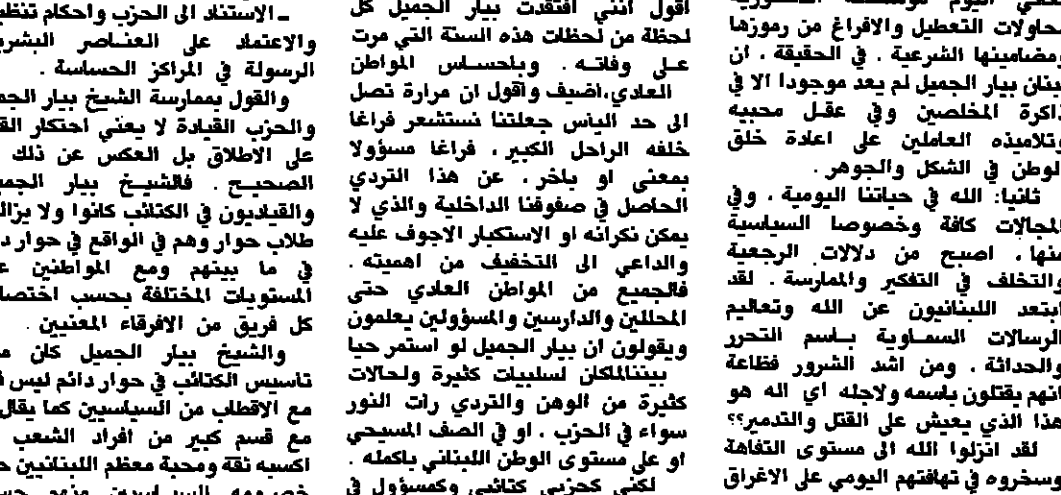 محاولات التعطيل والافراغ من رموزها
ومضامينها الشرعية . في الحقيقة ، ان
لبنان بيار الجميل لم يعد موجودا الا في
ذاكرة المخلصين وفي عقل محبيه
وتلاميذه العاملين على اعادة خلق
الوطن في الشكل والجوهر .
ثانيا: الله في حياتنا اليومية ، وفي
المجالات كافة وخصوصا السياسية
منها ، اصبح من دلالات الرجعية
والتخلف في التفكير والممارسة . لقد
ابتعد اللبنانيون عن الله وتعاليم
الرسالات السماوية باسم التحرر
والحداثة ، ومن اشد الشرور فظاعة
انهم يقتلون باسمه ولاجله اي اله هو
هذا الذي يعيش على القتل والتدمير؟؟
لقد انزلوا الله الى مستوى التفاهة
وسخروه في تهافتهم اليومي على الاغراق
اقول انني افتقدت بيار الجميل كل
لحظة من لحظات هذه السنة التي مرت
على وفاته . وباحساس المواطن
العادي،اضيف واقول ان مرارة تصل
الى حد الياس جعلتنا نستشعر فراغا
خلفه الراحل الكبير ، فراغا مسؤولا
بمعنى او باخر ، عن هذا التردي
الحاصل في صفوفنا الداخلية والذي لا
يمكن نكرانه او الاستكبار الاجوف عليه
والداعي الى التخفيف من اهميته .
فالجميع من المواطن العادي حتى
المحللين والدارسين والمسؤولين يعلمون
ويقولون ان بيار الجميل لو استمر حيا
بيننالماكان لسلبيات كثيرة ولحالات
كثيرة من الوهن والتردي رات النور
سواء في الحزب ، او في الصف المسيحي
او على مستوى الوطن اللبناني باكمله .
لكني كحزبي كتائبي وكمسؤول في
ـ الاستناد الى الحزب واحكام
والاعتماد على العناصر
الرسولة في المراكز الحساسة .
والقول بممارسة الشيخ بيار
والحزب القيادة لا يعني احتكار
على الاطلاق بل العكس عن ذلك
الصحيح . فالشيخ بيار
والقياديون في الكتائب كانوا ولا
طلاب حوار وهم في الواقع في حوار
في ما بينهم ومع المواطنين
المستويات المختلفة بحسب
كل فريق من الافرقاء المعنيين .
والشيخ بيار الجميل كان
تاسيس الكتائب في حوار دائم ليس
مع الاقطاب من السياسيين كما يقال
مع قسم كبير من افراد الشعب
اكسبه ثقة ومحبة معظم اللبنانيين